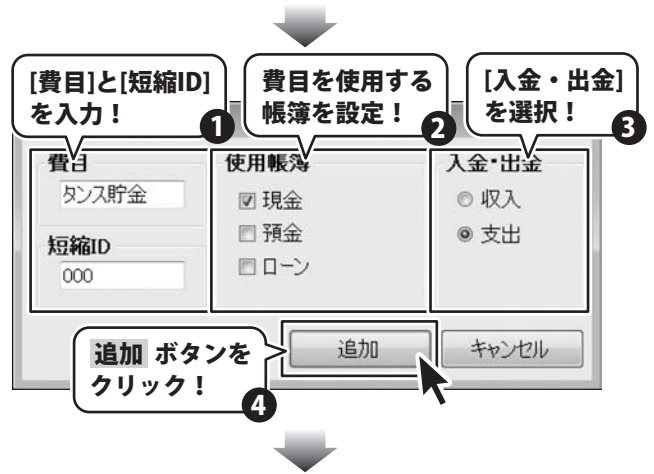 [費目]と[短縮ID]
を入力！
1
費目を使用する
帳簿を設定！
2
[入金・出金]
を選択！
3
費目
タンス貯金
短縮ID
000
使用帳簿
現金
預金
ローン
入金・出金
収入
支出
追加 ボタンを
クリック！
4
追加
キャンセル